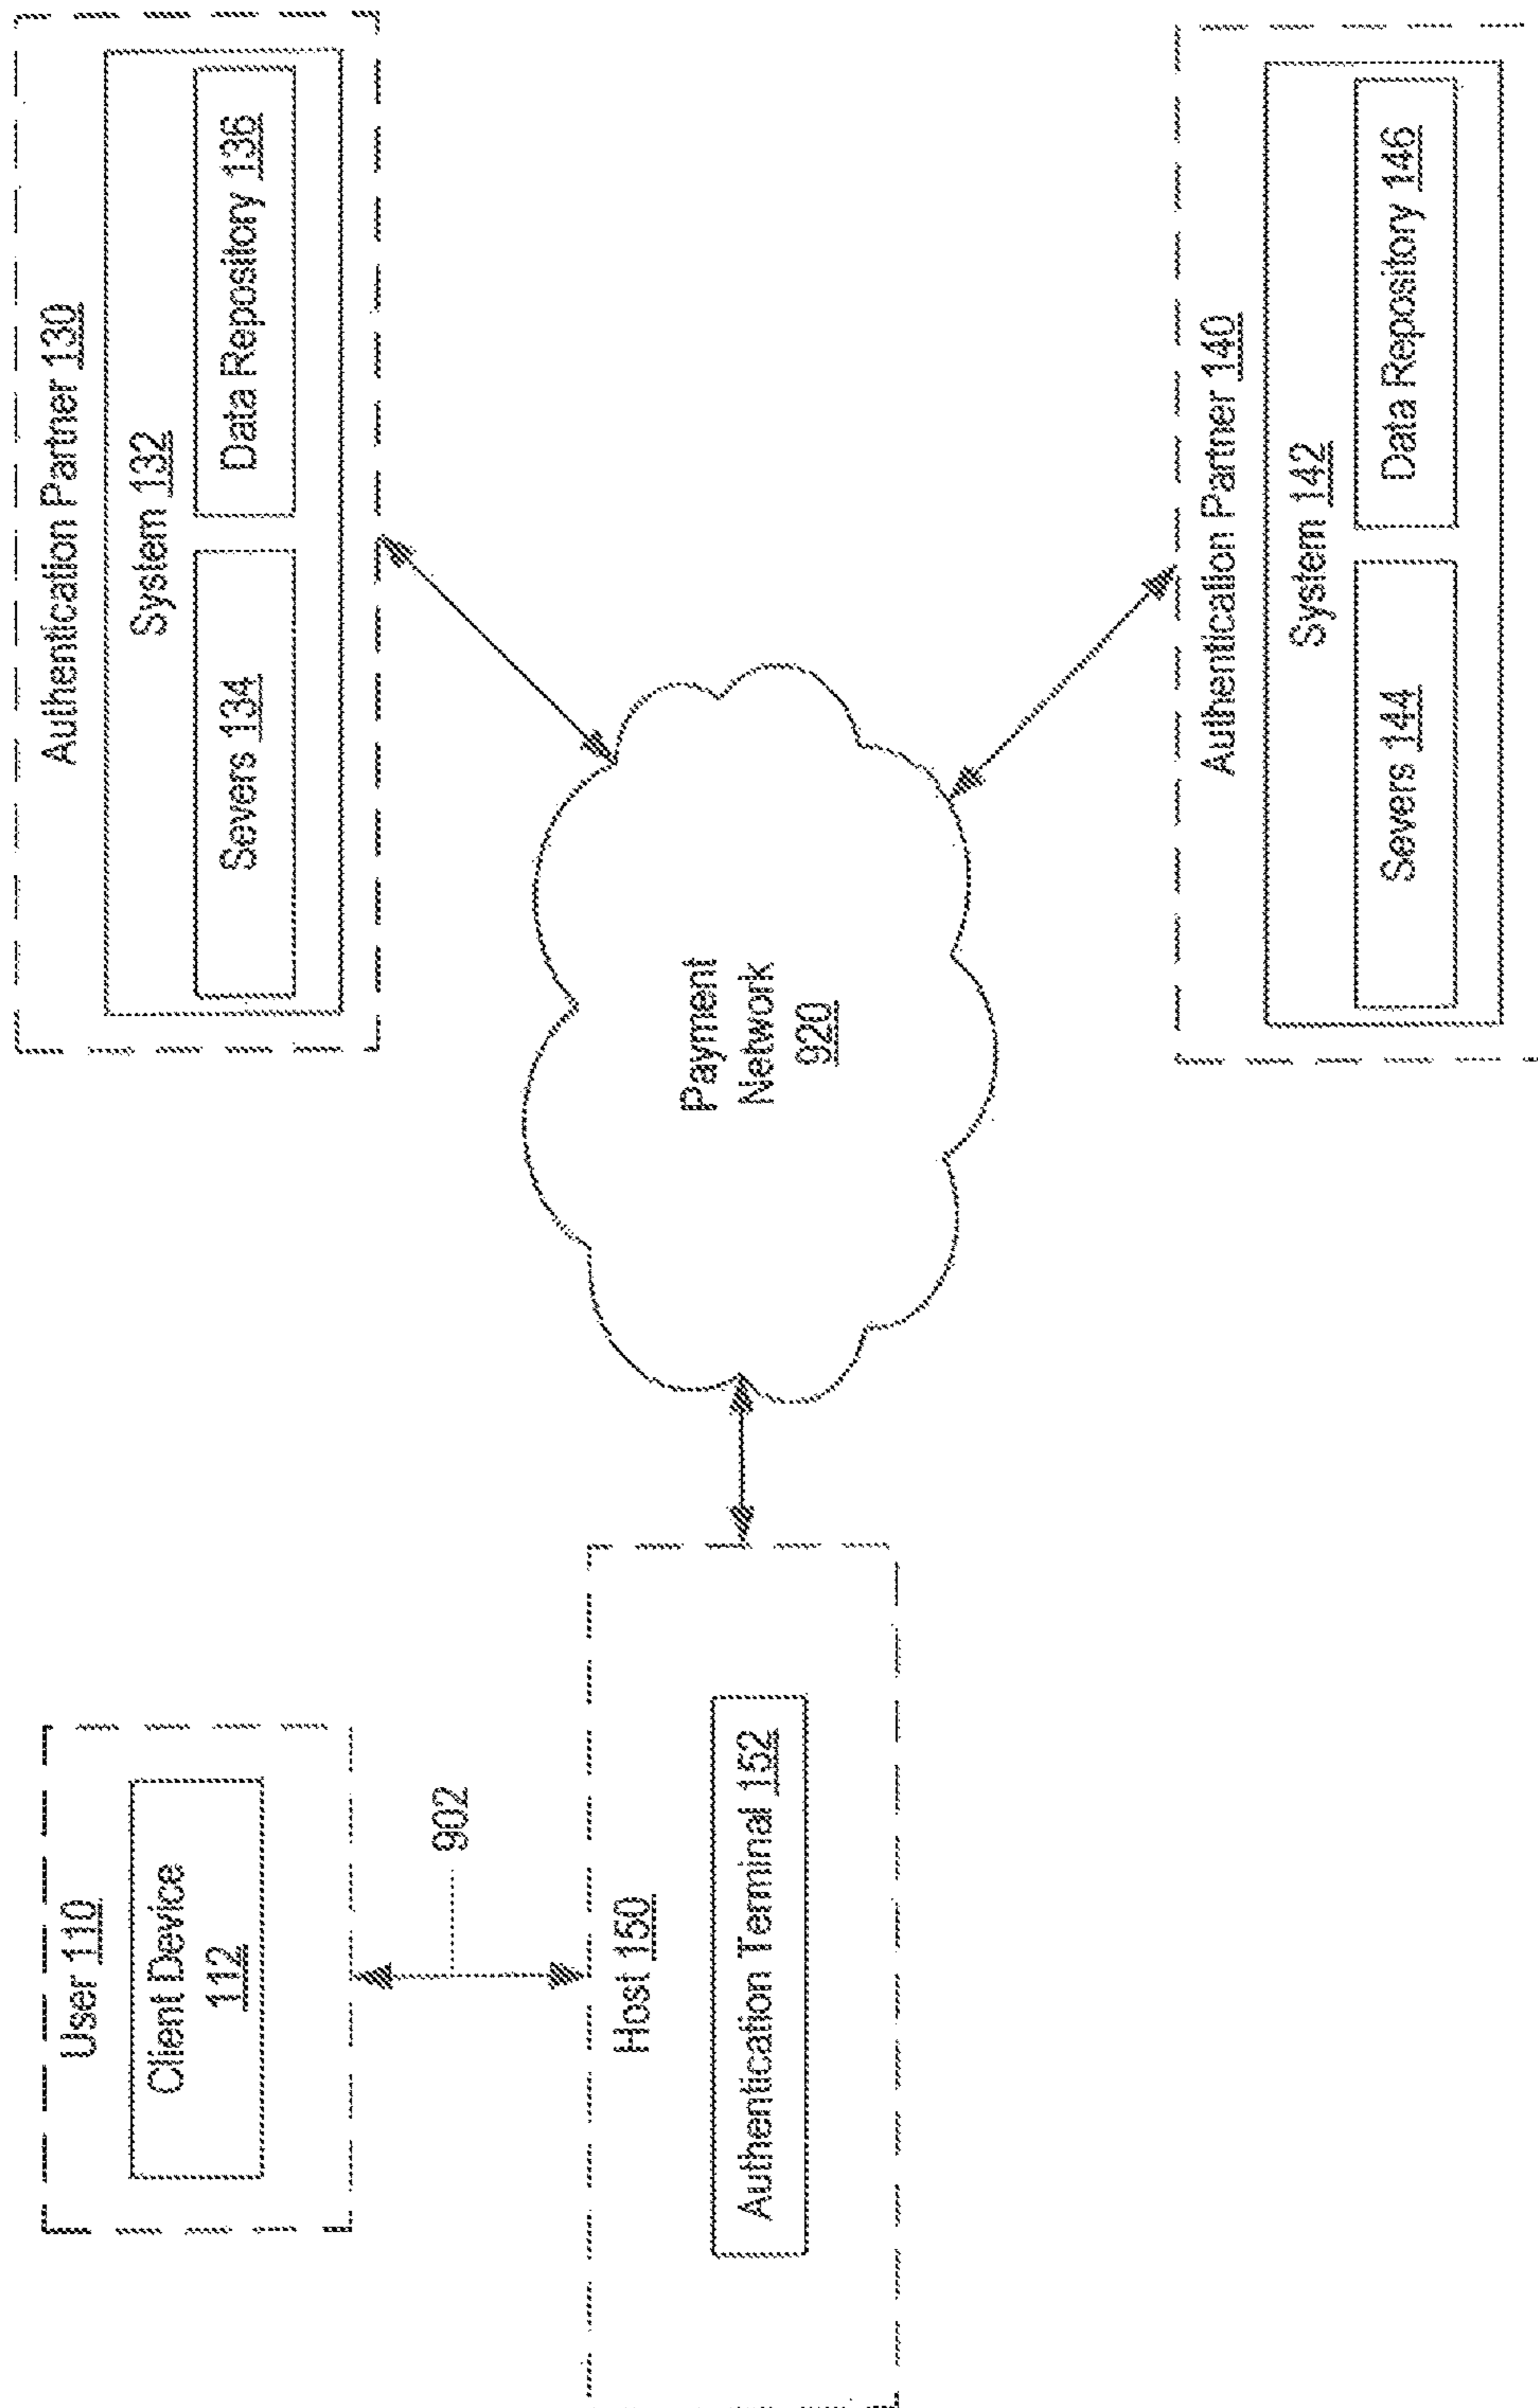 User 110
Client Device
112
902
Host 150
Authentication Terminal 152
Payment
Network
920
Authentication Partner 130
System 132
Severs 134
Data Repository 136
Authentication Partner 140
System 142
Severs 144
Data Repository 146